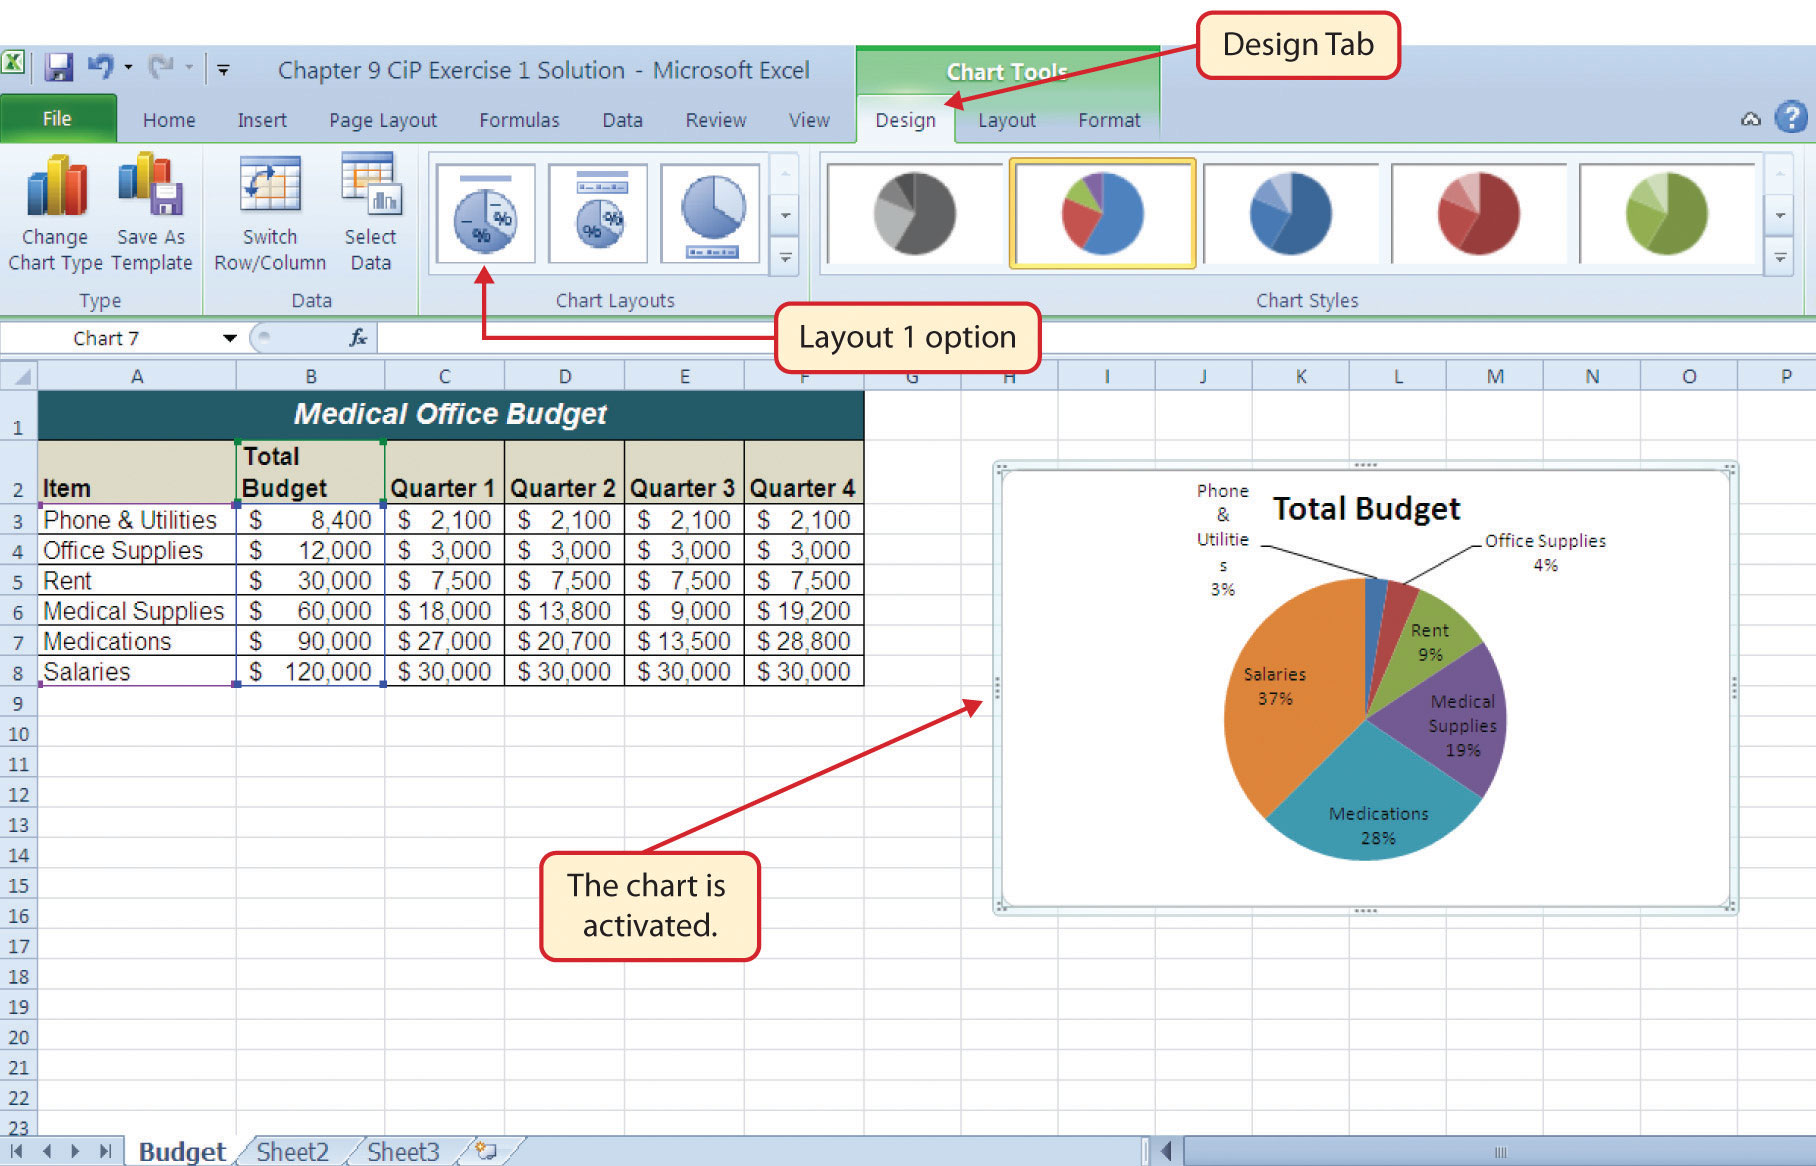 Design Tab
Chapter 9 CiP Exercise 1 Solution - Microsoft Excel
Chart Tools
File Home Insert Page Layout Formulas Data Review View Design Layout Format
Change Chart Type
Save As Template
Switch Row/Column
Select Data
Type Data Chart Layouts Chart Styles
Layout 1 option
Chart 7 fx
A B C D E F G H I J K L M N O P
1 Medical Office Budget
2 Item Total Budget Quarter 1 Quarter 2 Quarter 3 Quarter 4
3 Phone & Utilities $ 8,400 $ 2,100 $ 2,100 $ 2,100 $ 2,100
4 Office Supplies $ 12,000 $ 3,000 $ 3,000 $ 3,000 $ 3,000
5 Rent $ 30,000 $ 7,500 $ 7,500 $ 7,500 $ 7,500
6 Medical Supplies $ 60,000 $ 18,000 $ 13,800 $ 9,000 $ 19,200
7 Medications $ 90,000 $ 27,000 $ 20,700 $ 13,500 $ 28,800
8 Salaries $ 120,000 $ 30,000 $ 30,000 $ 30,000 $ 30,000
9
10
11
12
13
14
15
16
17
18
19
20
21
22
23
Total Budget
Phone
&
Utilitie
s
3%
Office Supplies
4%
Rent
9%
Medical
Supplies
19%
Medications
28%
Salaries
37%
The chart is
activated.
Budget Sheet2 Sheet3